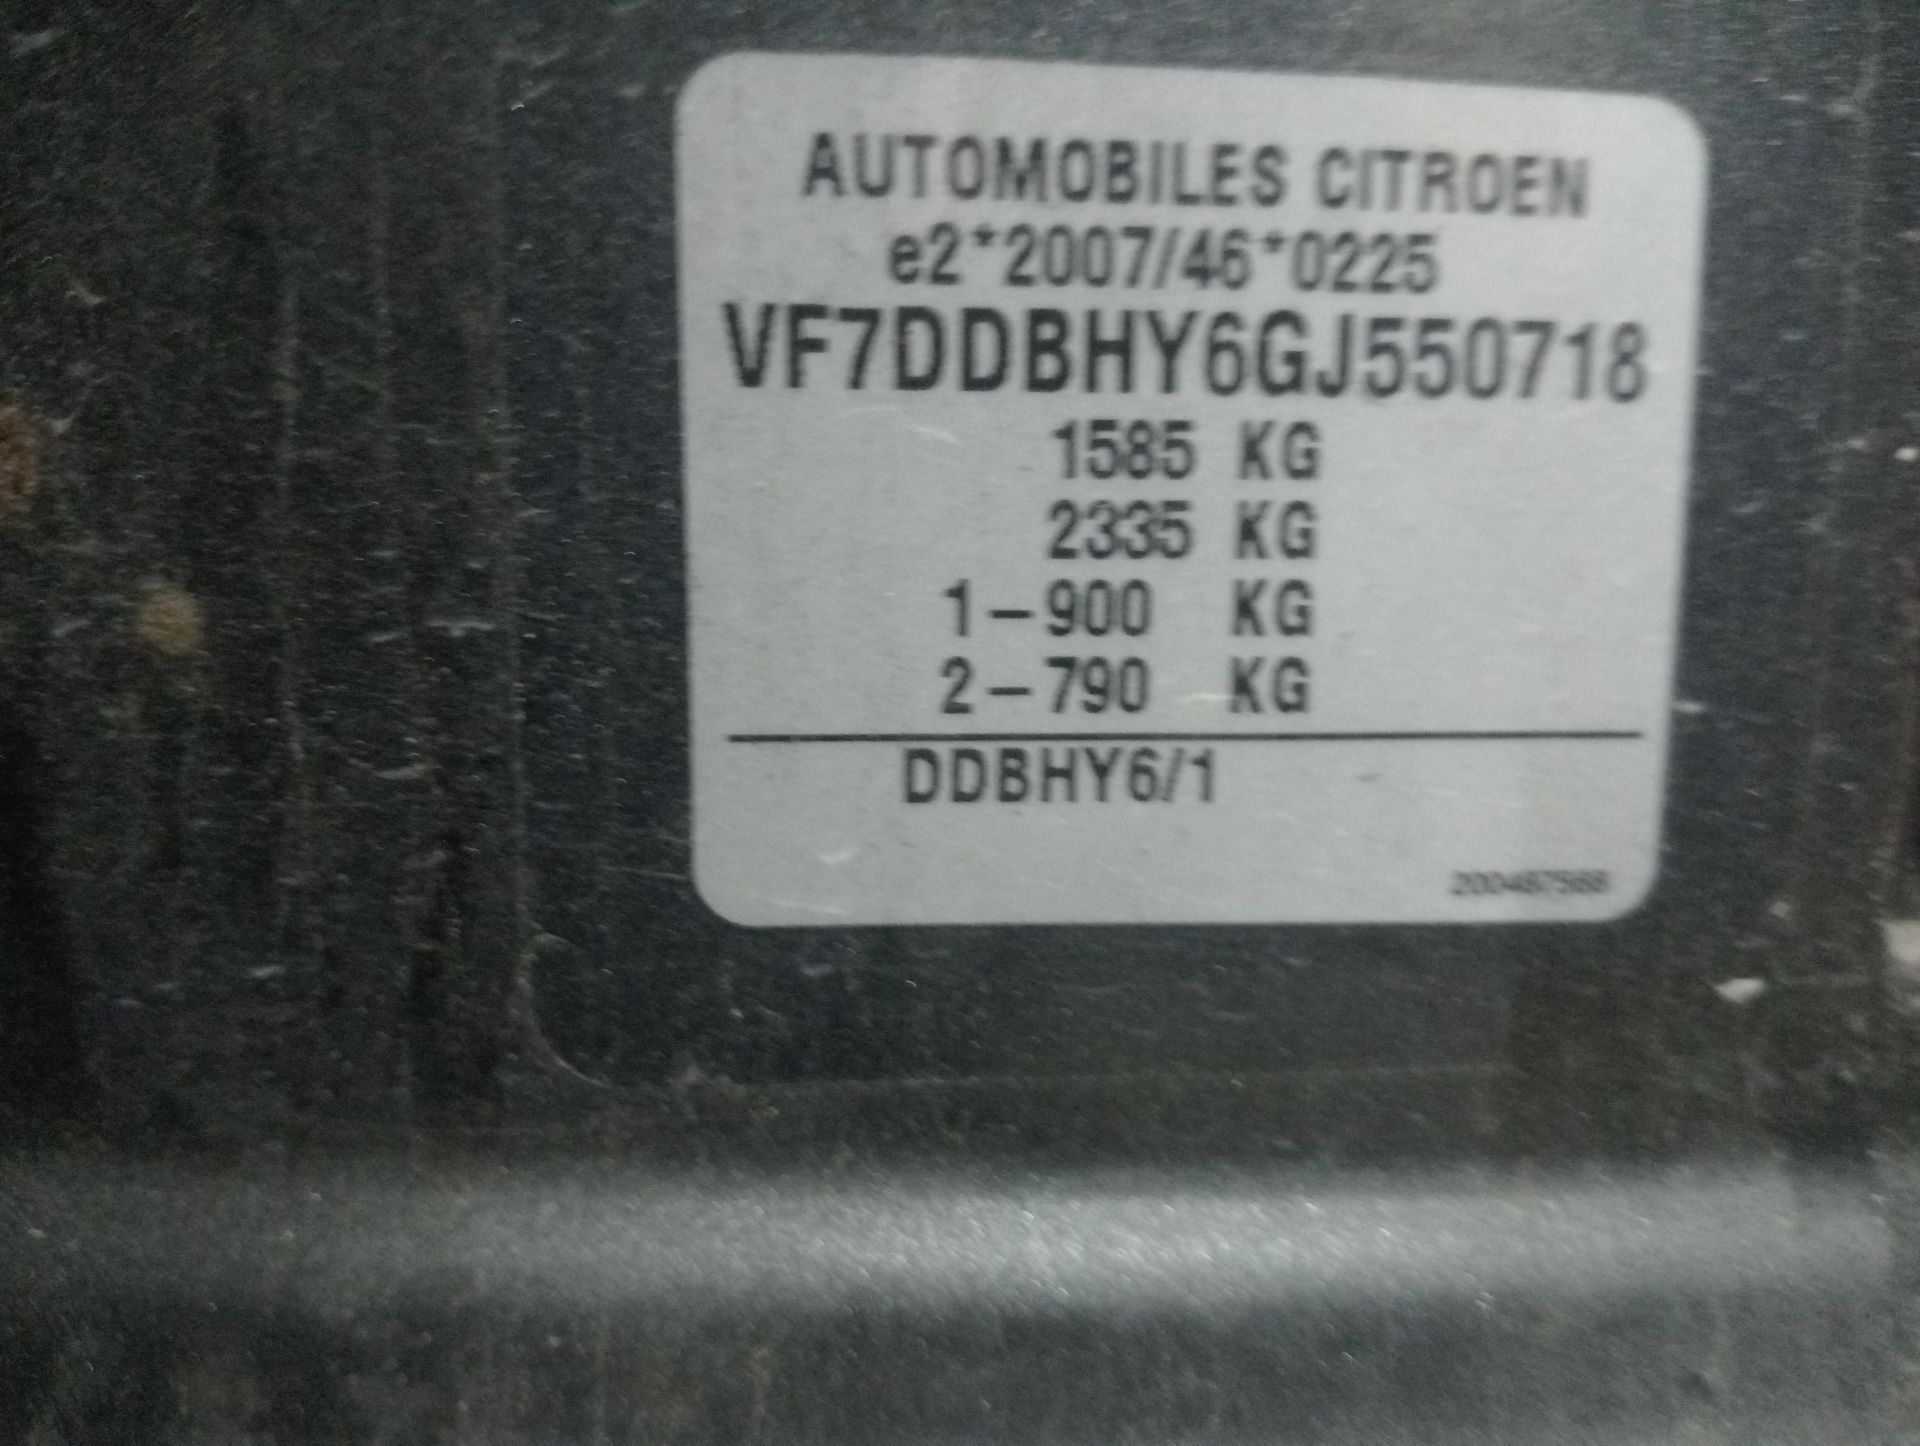 AUTOMOBILES CITROEN
e2*2007/46*0225
VF7DDBHY6GJ550718
1585 KG
2335 KG
1-900 KG
2-790 KG
DDBHY6/1